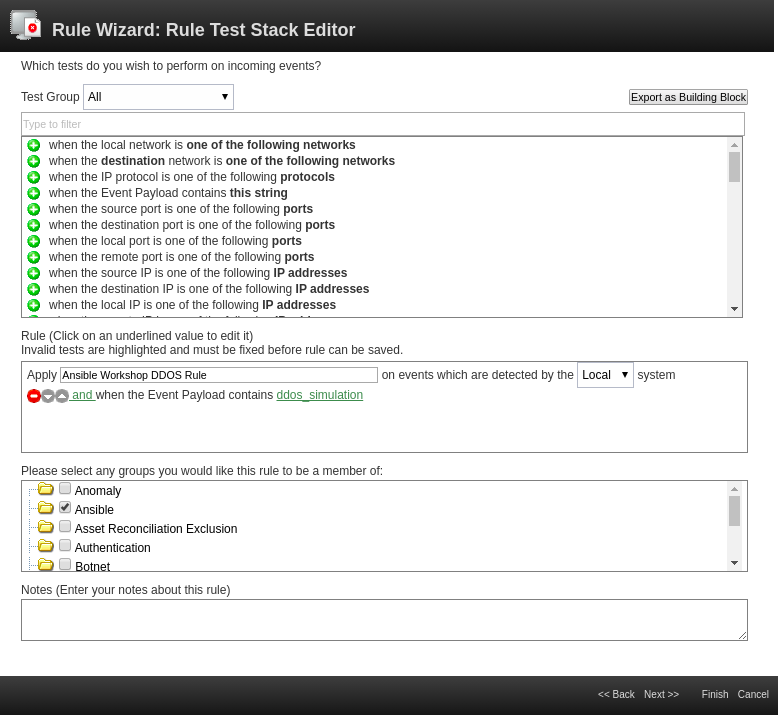 Rule Wizard: Rule Test Stack Editor
Which tests do you wish to perform on incoming events?
Test Group All Export as Building Block
Type to filter
when the local network is one of the following networks
when the destination network is one of the following networks
when the IP protocol is one of the following protocols
when the Event Payload contains this string
when the source port is one of the following ports
when the destination port is one of the following ports
when the local port is one of the following ports
when the remote port is one of the following ports
when the source IP is one of the following IP addresses
when the destination IP is one of the following IP addresses
when the local IP is one of the following IP addresses
Rule (Click on an underlined value to edit it)
Invalid tests are highlighted and must be fixed before rule can be saved.
Apply Ansible Workshop DDOS Rule on events which are detected by the Local system
and when the Event Payload contains ddos_simulation
Please select any groups you would like this rule to be a member of:
Anomaly
Ansible
Asset Reconciliation Exclusion
Authentication
Botnet
Notes (Enter your notes about this rule)
<< Back Next >> Finish Cancel